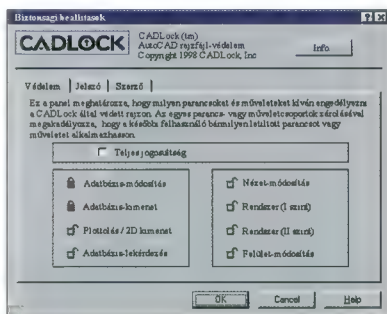 Biztonsagi beallitasok
CADLOCK
CADLock (tm)
AutoCAD rajzfájl-védelem
Copyright 1998 CADLock, Inc
Info
Védelem
Jelszó
Szerző
Ez a panel meghatározza, hogy milyen parancsokat és műveleteket kíván engedélyezni
a CADLock által védett rajzon. Az egyes parancs- vagy műveletcsoportok zárolásával
megakadályozza, hogy a később felhasználó bármilyen letiltott parancsot vagy
műveletet alkalmazhasson.
Teljes jogosultság
Adatbázis-módosítás
Adatbázis-kimenet
Plottolás / 2D kimenet
Adatbázis-lekérdezés
Nézet-módosítás
Rendszer (I szint)
Rendszer (II szint)
Felület-módosítás
OK
Cancel
Help